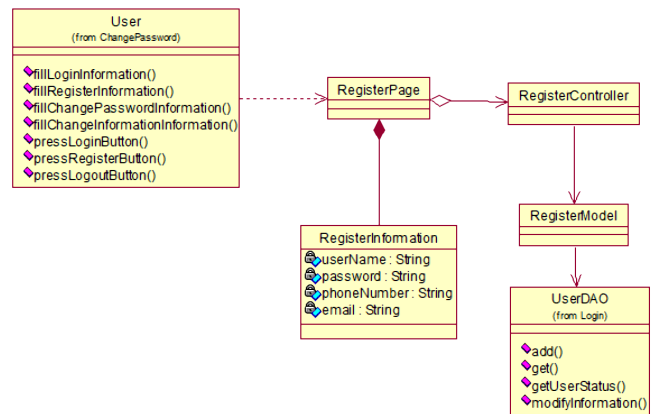 User
(from ChangePassword)
fillLoginInformation()
fillRegisterInformation()
fillChangePasswordInformation()
fillChangeInformationInformation()
pressLoginButton()
pressRegisterButton()
pressLogoutButton()
RegisterPage
RegisterController
RegisterInformation
userName : String
password : String
phoneNumber : String
email : String
RegisterModel
UserDAO
(from Login)
add()
get()
getUserStatus()
modifyInformation()